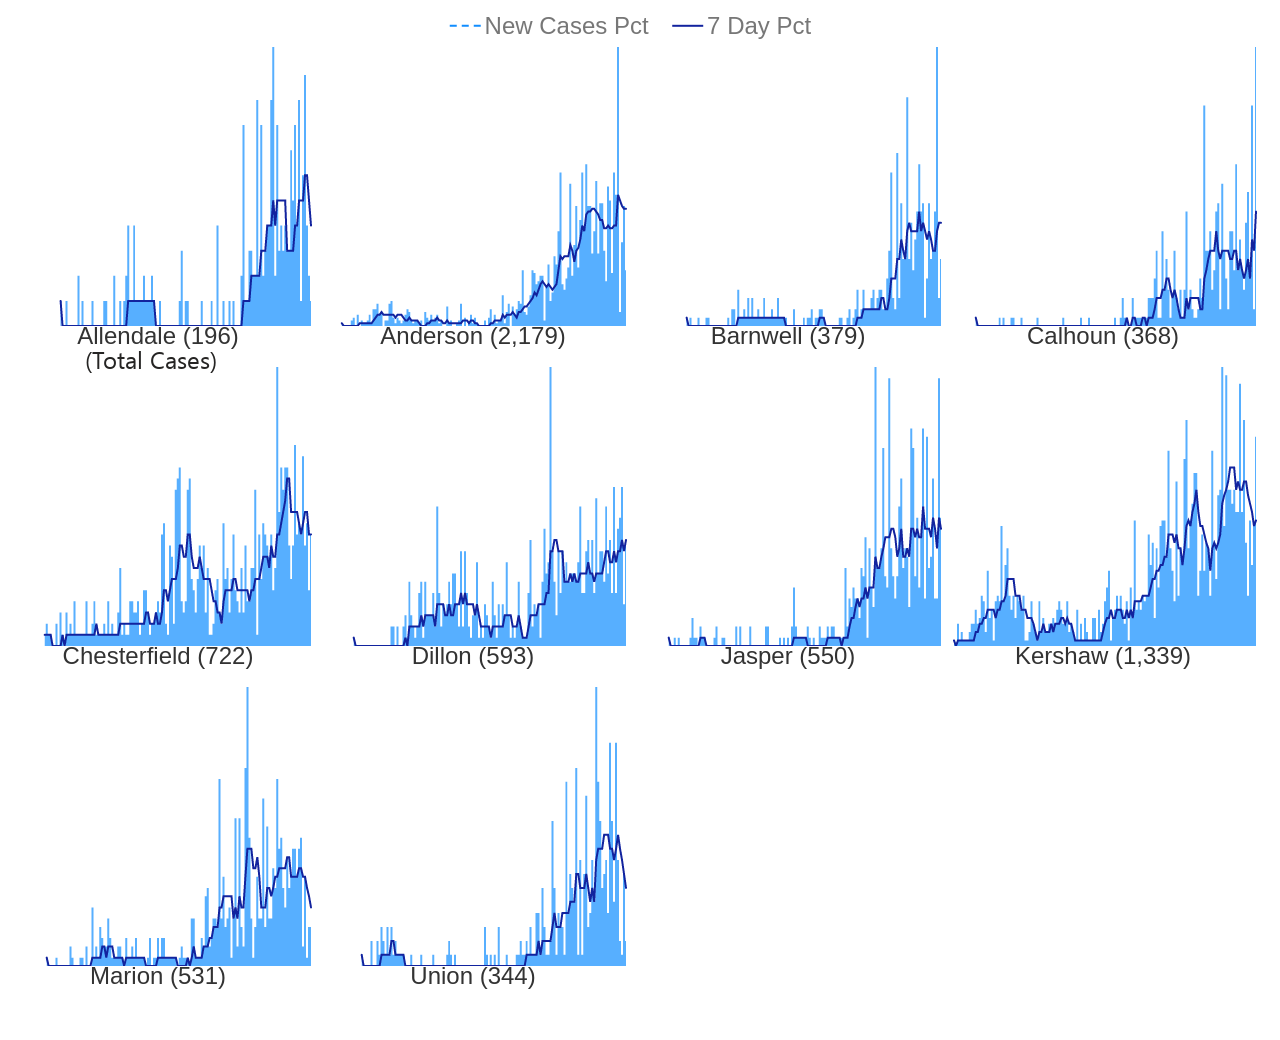 New Cases Pct 7 Day Pct
Allendale (196) Anderson (2,179) Barnwell (379) Calhoun (368)
(Total Cases)
Chesterfield (722) Dillon (593) Jasper (550) Kershaw (1,339)
Marion (531) Union (344)